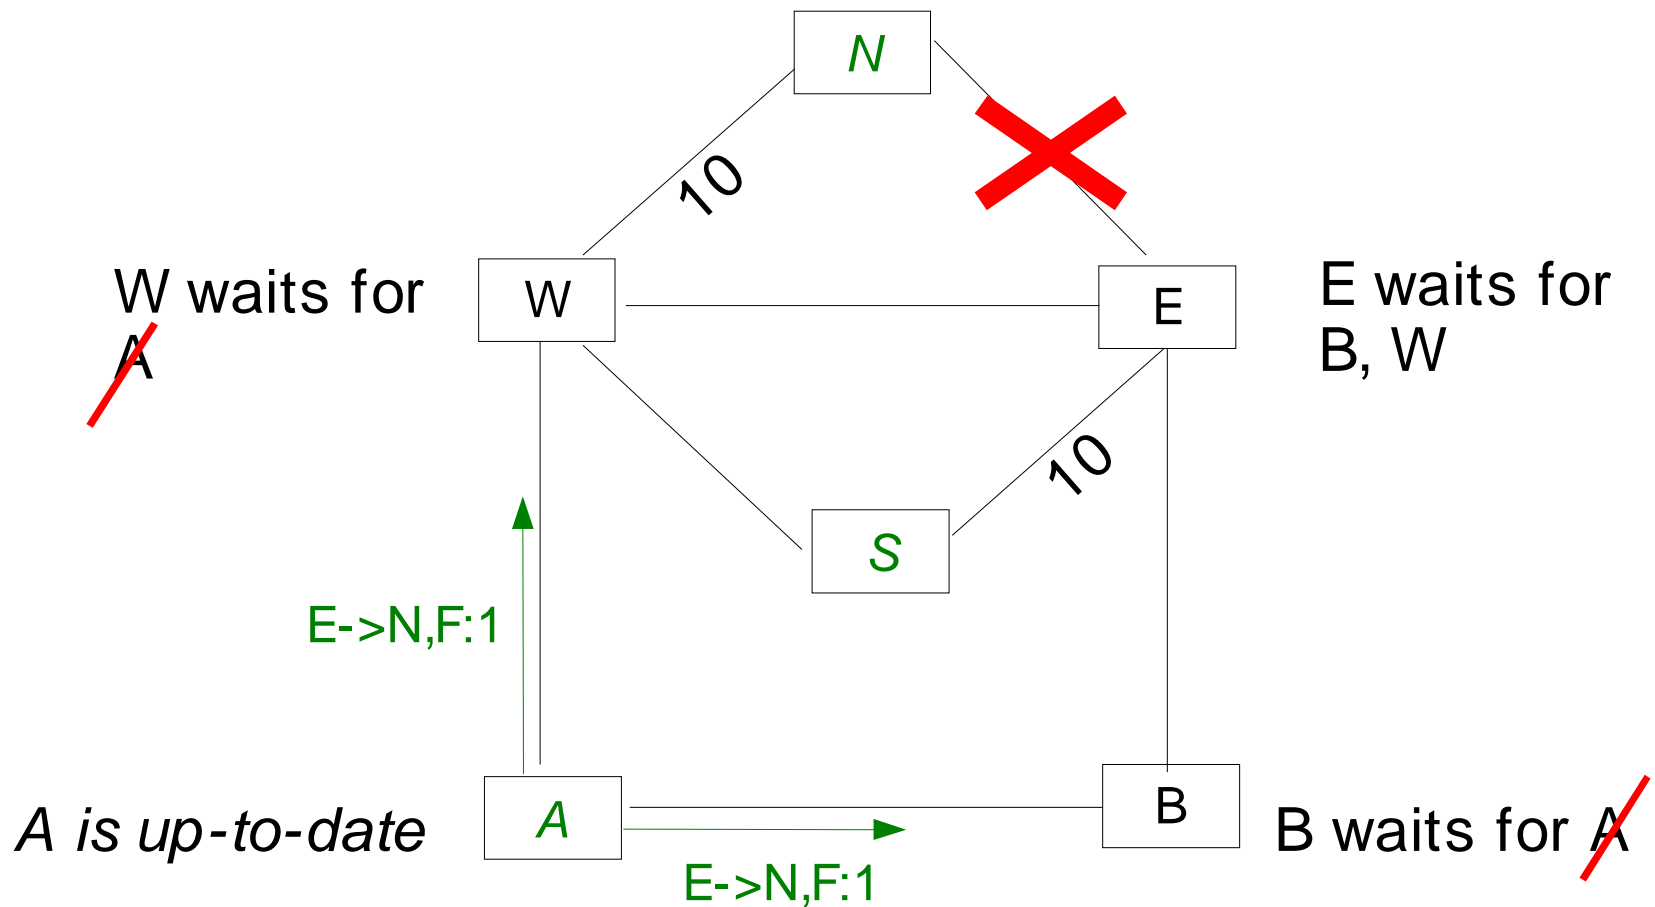 N
10
W waits for
A
W
E
E waits for
B, W
10
S
E->N,F:1
A is up-to-date
A
B
B waits for A
E->N,F:1